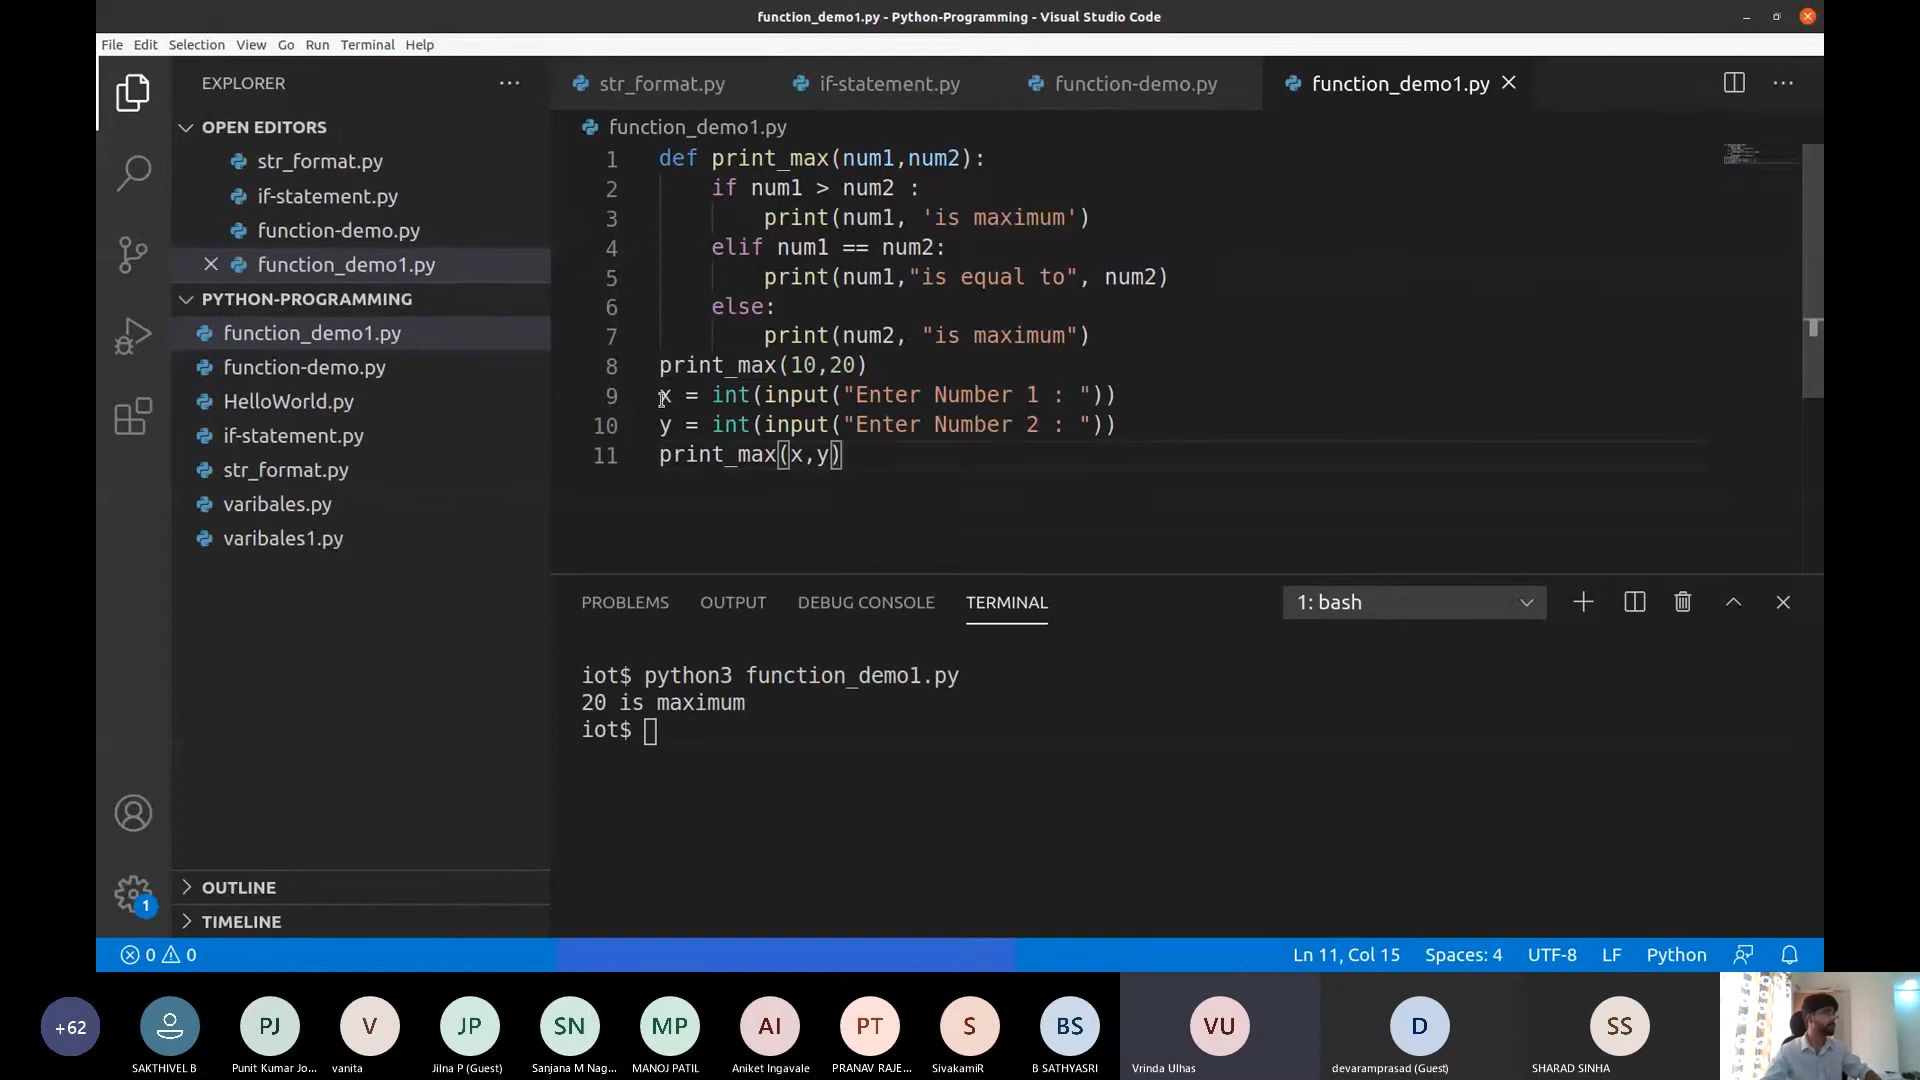 function_demo1.py - Python-Programming - Visual Studio Code
File Edit Selection View Go Run Terminal Help
EXPLORER
OPEN EDITORS
str_format.py
if-statement.py
function-demo.py
function_demo1.py
PYTHON-PROGRAMMING
function_demo1.py
function-demo.py
HelloWorld.py
if-statement.py
str_format.py
varibales.py
varibales1.py
OUTLINE
TIMELINE
str_format.py if-statement.py function-demo.py function_demo1.py
function_demo1.py
1 def print_max(num1,num2):
2 if num1 > num2 :
3 print(num1, 'is maximum')
4 elif num1 == num2:
5 print(num1,"is equal to", num2)
6 else:
7 print(num2, "is maximum")
8 print_max(10,20)
9 x = int(input("Enter Number 1 : "))
10 y = int(input("Enter Number 2 : "))
11 print_max(x,y)
PROBLEMS OUTPUT DEBUG CONSOLE TERMINAL 1: bash
iot$ python3 function_demo1.py
20 is maximum
iot$
1
0 0 Ln 11, Col 15 Spaces: 4 UTF-8 LF Python
+62 PJ V JP SN MP AI PT S BS VU D SS
SAKTHIVEL B Punit Kumar Jo... vanita Jilna P (Guest) Sanjana M Nag... MANOJ PATIL Aniket Ingavale PRANAV RAJE... SivakamiR B SATHYASRI Vrinda Ulhas devaramprasad (Guest) SHARAD SINHA